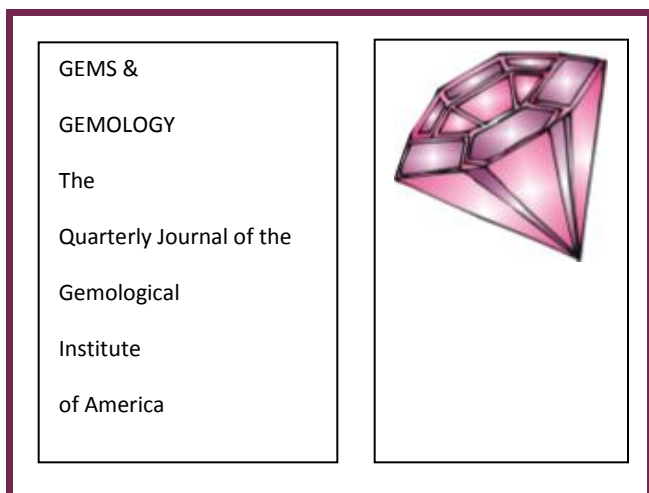 GEMS &
GEMOLOGY
The
Quarterly Journal of the
Gemological
Institute
of America